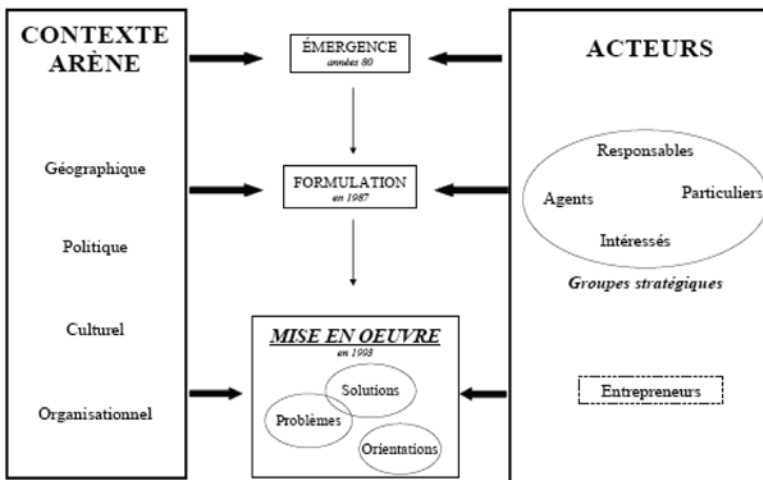 CONTEXTE
ARÈNE
Géographique
Politique
Culturel
Organisationnel
ÉMERGENCE
années 80
FORMULATION
en 1987
MISE EN OEUVRE
en 1993
Solutions
Problèmes
Orientations
ACTEURS
Responsables
Agents
Particuliers
Intéressés
Groupes stratégiques
Entrepreneurs